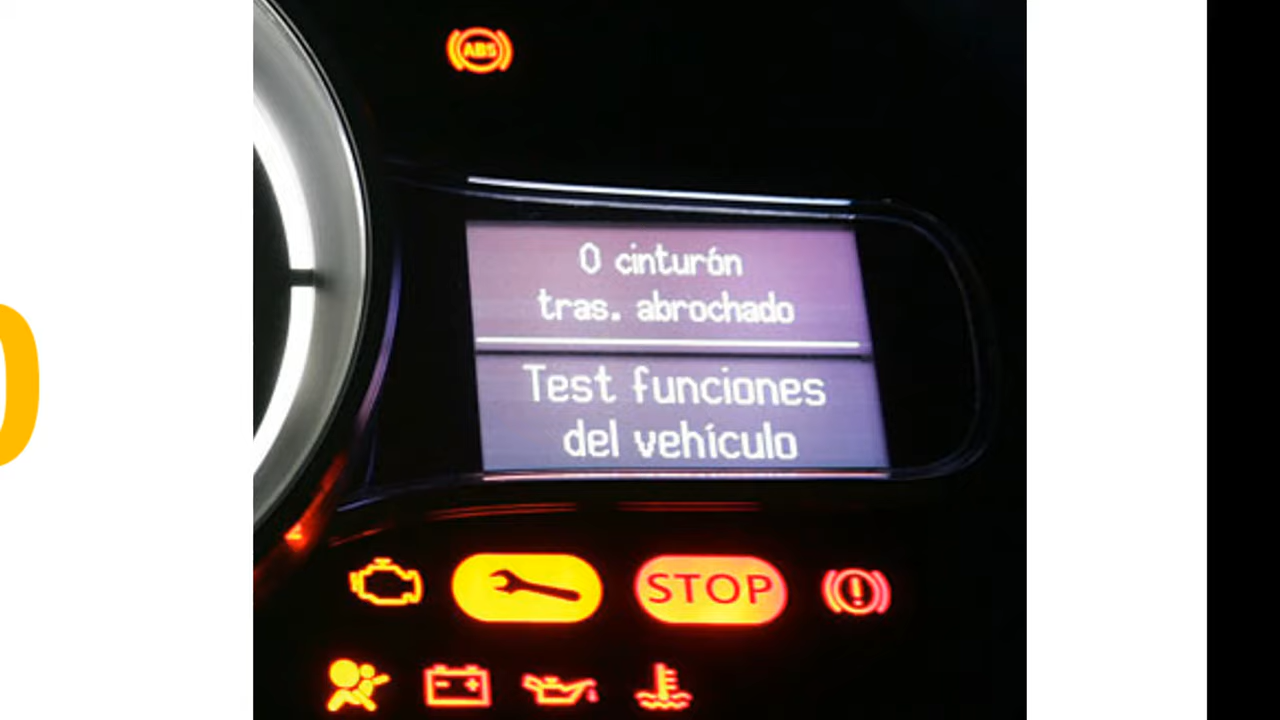 ABS
0 cinturón
tras. abrochado
Test funciones
del vehículo
STOP